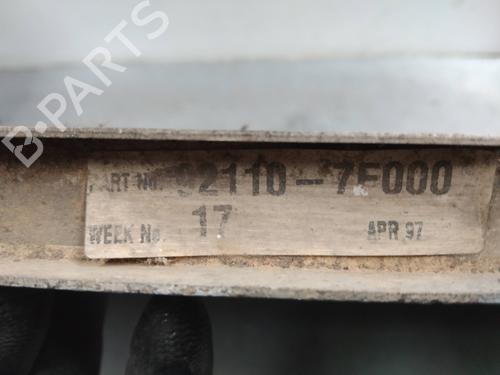 B-PARTS
PART No. 92110-7F000
WEEK No. 17 APR 97